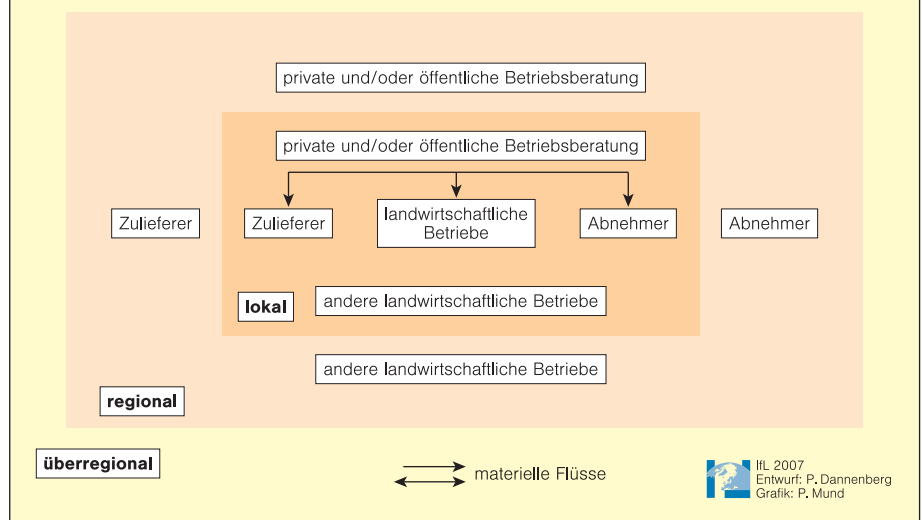 private und/oder öffentliche Betriebsberatung
private und/oder öffentliche Betriebsberatung
Zulieferer
Zulieferer
landwirtschaftliche
Betriebe
Abnehmer
Abnehmer
lokal
andere landwirtschaftliche Betriebe
andere landwirtschaftliche Betriebe
regional
überregional
materielle Flüsse
IfL 2007
Entwurf: P. Dannenberg
Grafik: P. Mund